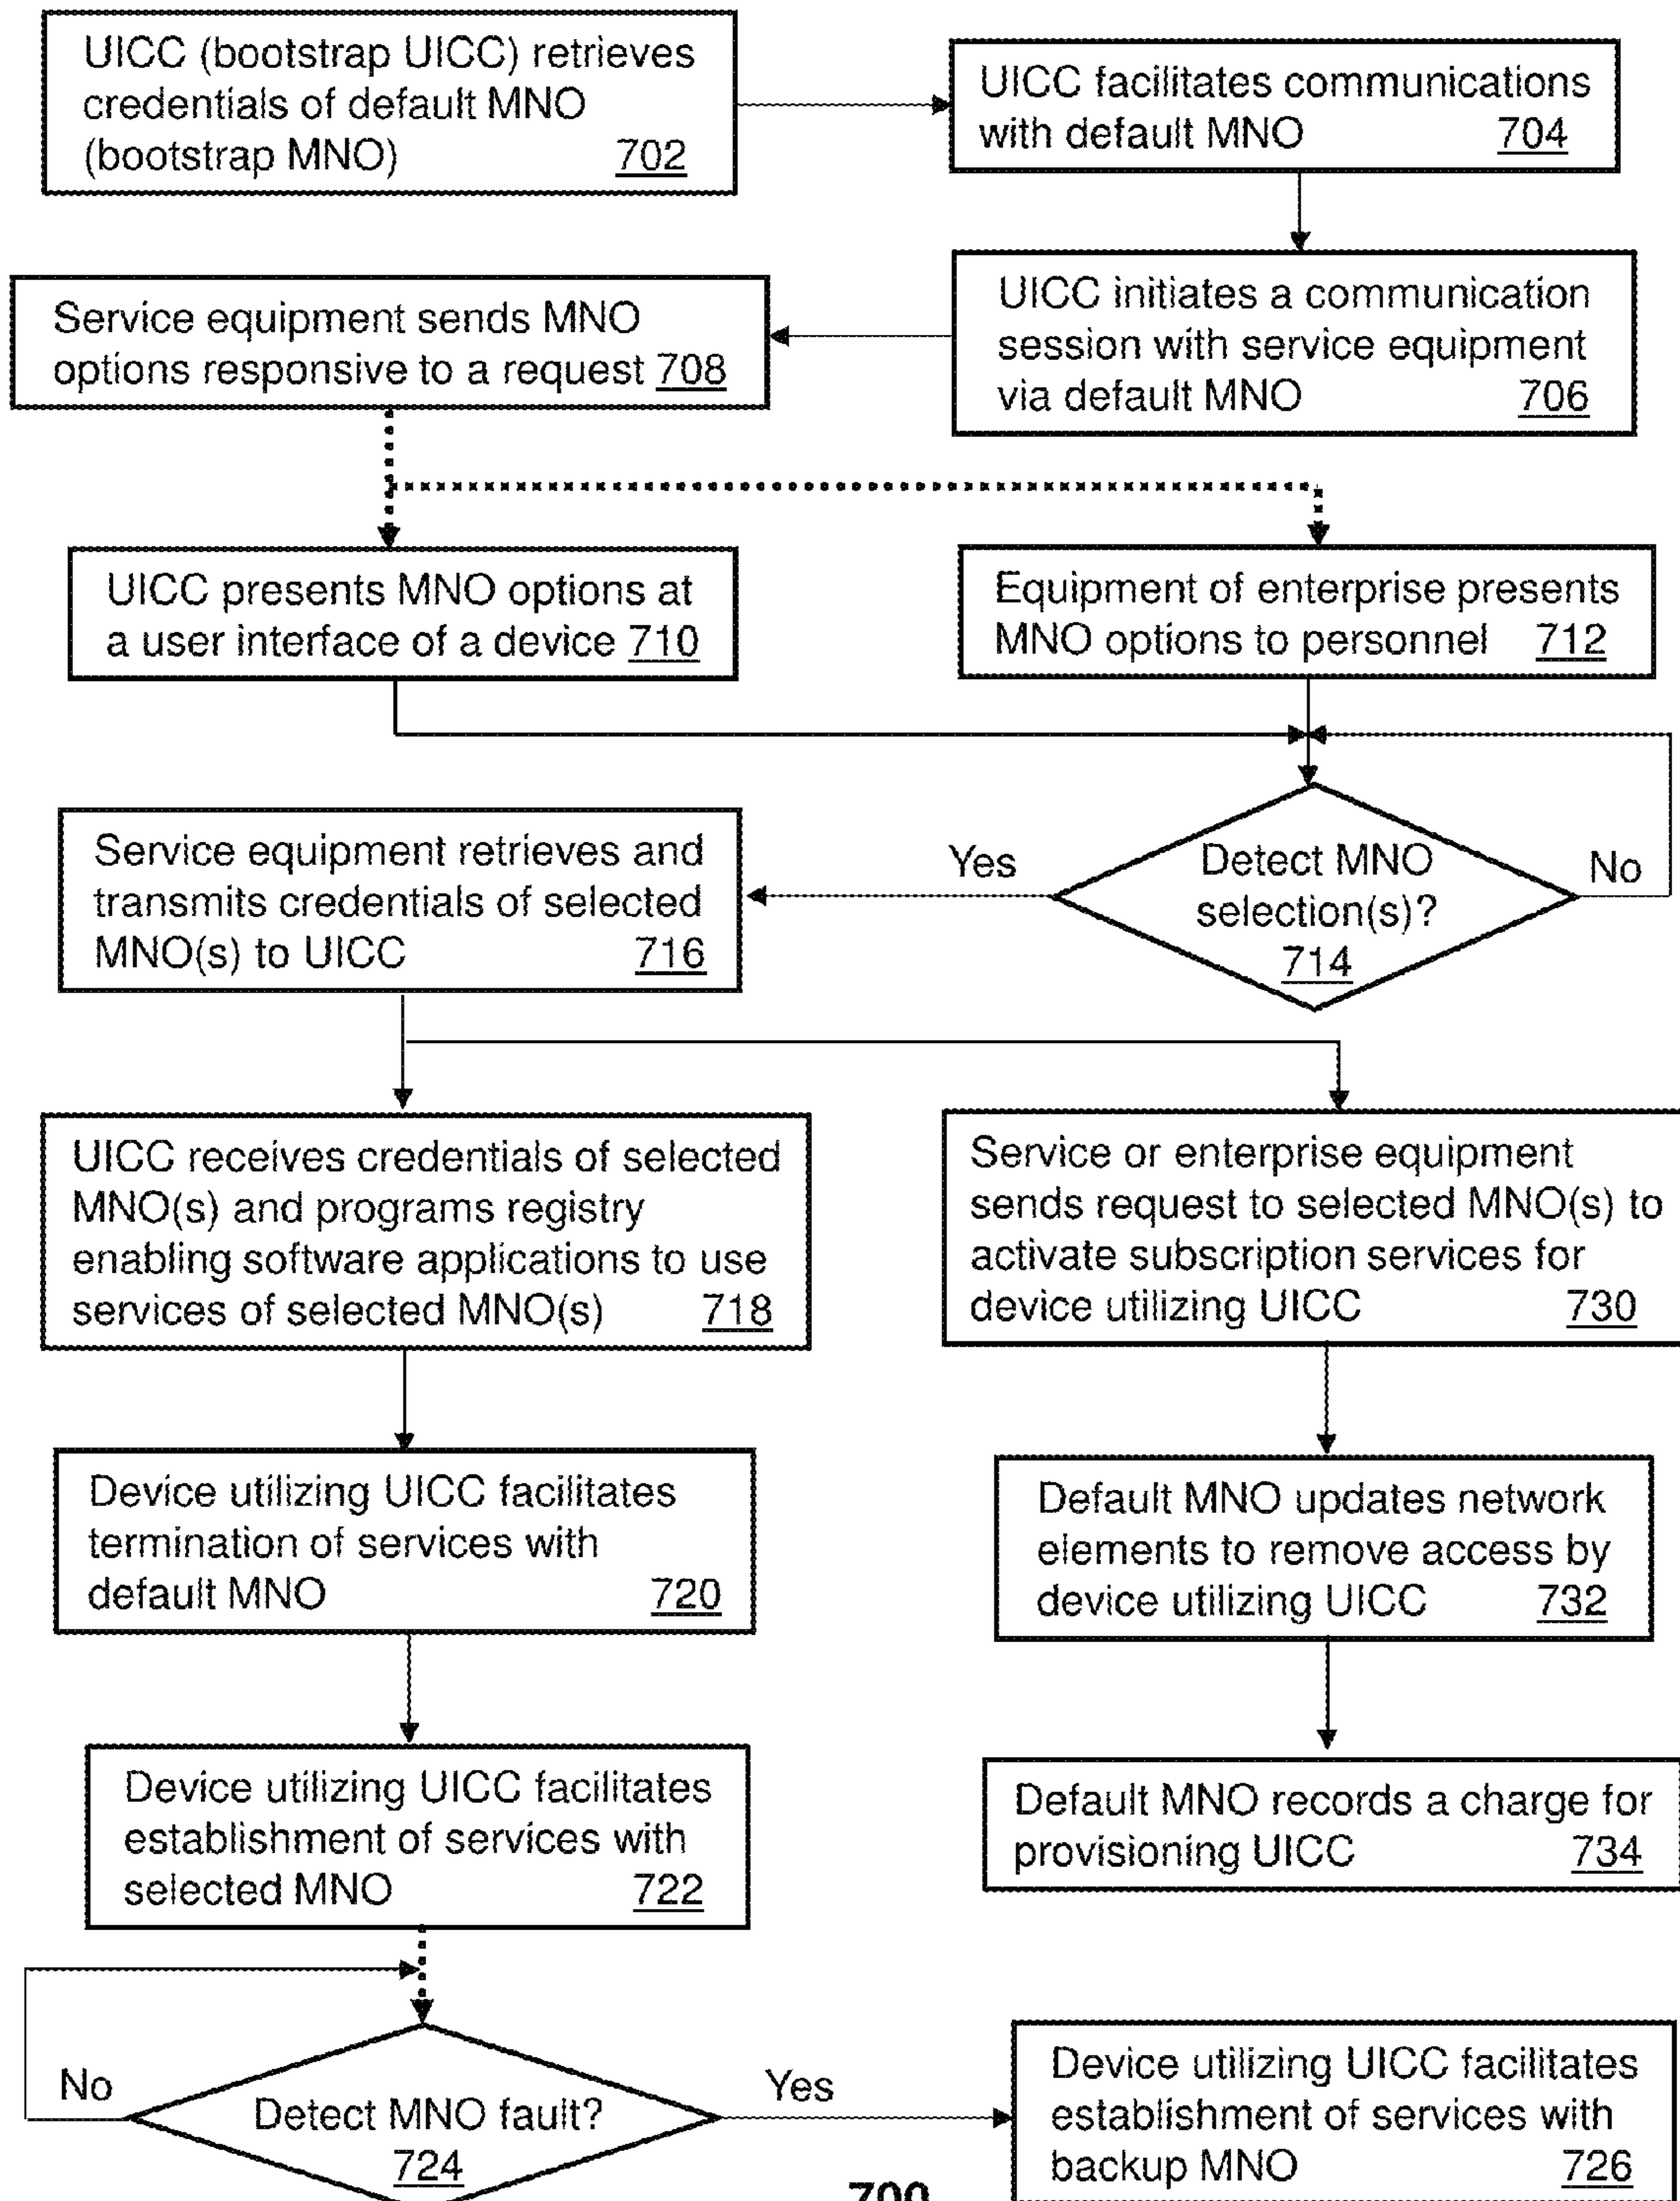 UICC (bootstrap UICC) retrieves
credentials of default MNO
(bootstrap MNO) 702
UICC facilitates communications
with default MNO 704
UICC initiates a communication
session with service equipment
via default MNO 706
Service equipment sends MNO
options responsive to a request 708
UICC presents MNO options at
a user interface of a device 710
Equipment of enterprise presents
MNO options to personnel 712
Detect MNO
selection(s)?
714
Yes
No
Service equipment retrieves and
transmits credentials of selected
MNO(s) to UICC 716
UICC receives credentials of selected
MNO(s) and programs registry
enabling software applications to use
services of selected MNO(s) 718
Service or enterprise equipment
sends request to selected MNO(s) to
activate subscription services for
device utilizing UICC 730
Device utilizing UICC facilitates
termination of services with
default MNO 720
Default MNO updates network
elements to remove access by
device utilizing UICC 732
Device utilizing UICC facilitates
establishment of services with
selected MNO 722
Default MNO records a charge for
provisioning UICC 734
No
Detect MNO fault?
724
Yes
Device utilizing UICC facilitates
establishment of services with
backup MNO 726
700